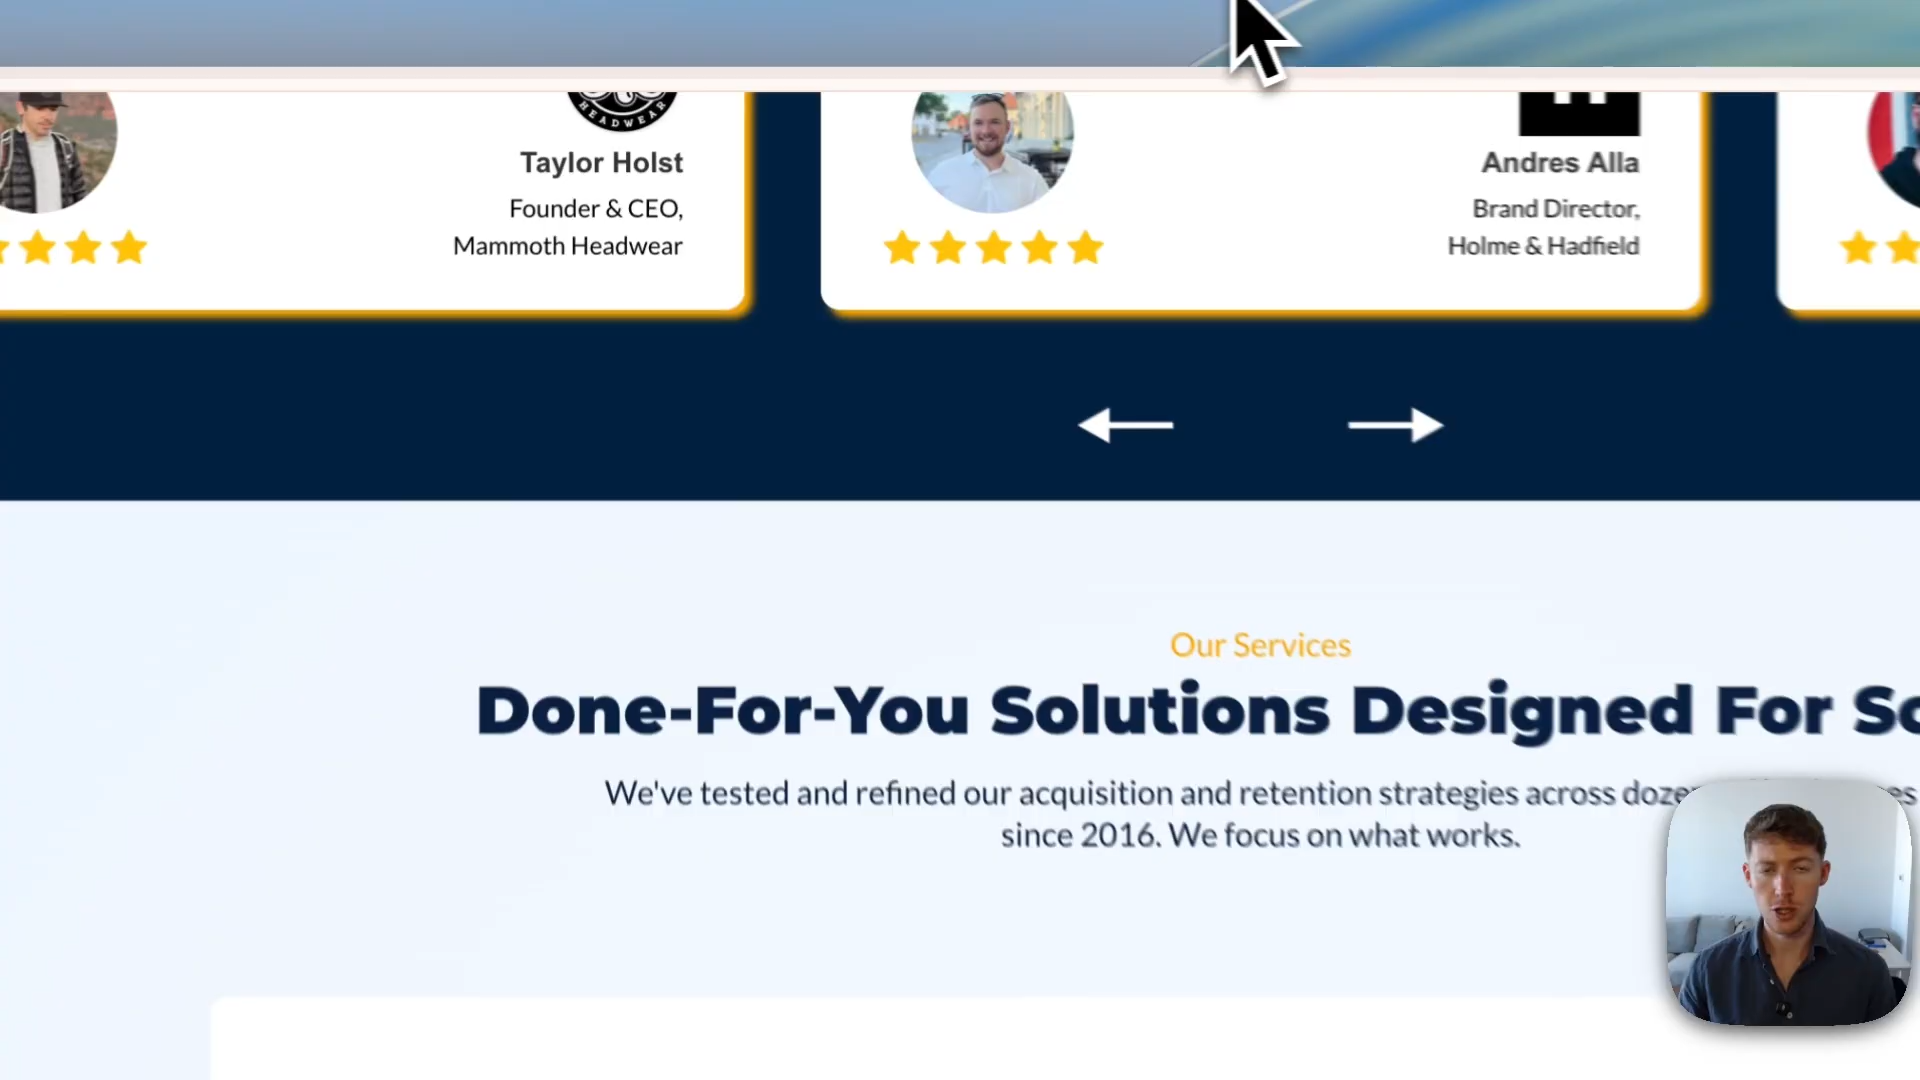 HEADWEAR
Taylor Holst
Founder & CEO,
Mammoth Headwear
Andres Alla
Brand Director,
Holme & Hadfield
Our Services
Done-For-You Solutions Designed For
We've tested and refined our acquisition and retention strategies across
since 2016. We focus on what works.